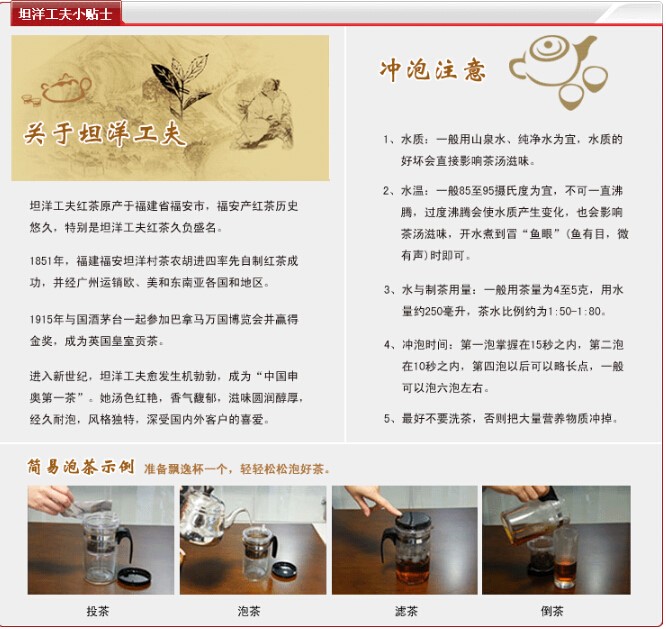 坦洋工夫小贴士
关于坦洋工夫
坦洋工夫红茶原产于福建省福安市，福安产红茶历史
悠久，特别是坦洋工夫红茶久负盛名。
1851年，福建福安坦洋村茶农胡进四率先自制红茶成
功，并经广州运销欧、美和东南亚各国和地区。
1915年与国酒茅台一起参加巴拿马万国博览会并赢得
金奖，成为英国皇室贡茶。
进入新世纪，坦洋工夫愈发生机勃勃，成为“中国申
奥第一茶”。她汤色红艳，香气馥郁，滋味圆润醇厚，
经久耐泡，风格独特，深受国内外客户的喜爱。
冲泡注意
1、水质：一般用山泉水、纯净水为宜，水质的
好坏会直接影响茶汤滋味。
2、水温：一般85至95摄氏度为宜，不可一直沸
腾，过度沸腾会使水质产生变化，也会影响
茶汤滋味，开水煮到冒“鱼眼”(鱼有目，微
有声)时即可。
3、水与制茶用量：一般用茶量为4至5克，用水
量约250毫升，茶水比例约为1:50-1:80。
4、冲泡时间：第一泡掌握在15秒之内，第二泡
在10秒之内，第四泡以后可以略长点，一般
可以泡六泡左右。
5、最好不要洗茶，否则把大量营养物质冲掉。
简易泡茶示例 准备飘逸杯一个，轻轻松松泡好茶。
投茶 泡茶 滤茶 倒茶